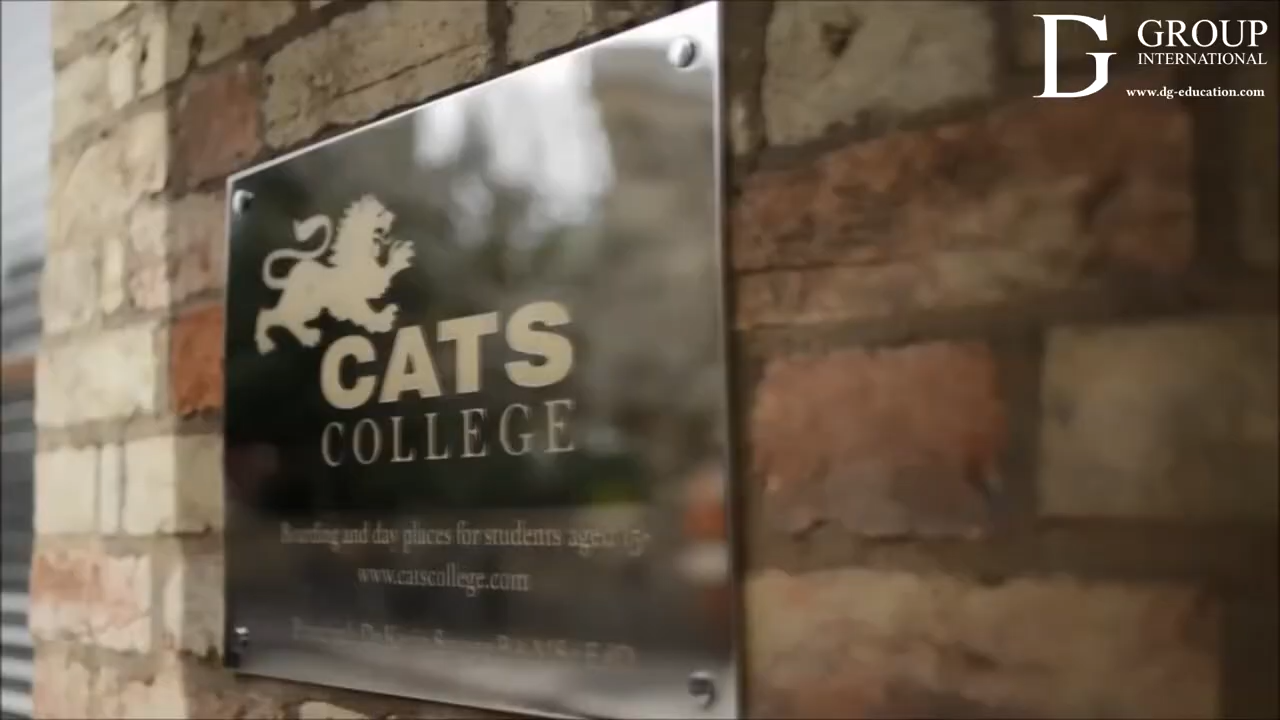 G GROUP
INTERNATIONAL
www.dg-education.com
CATS
COLLEGE
Boarding and day places for students aged 15+
www.catscollege.com